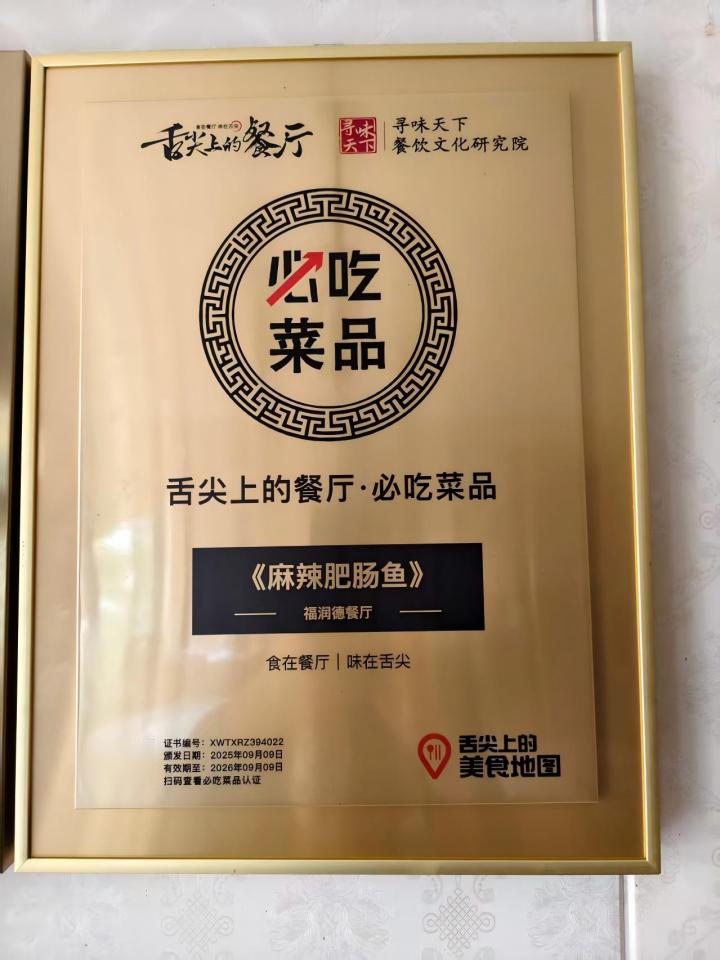 舌尖上的餐厅
寻味天下
寻味天下
餐饮文化研究院
必吃
菜品
舌尖上的餐厅·必吃菜品
《麻辣肥肠鱼》
福润德餐厅
食在餐厅｜味在舌尖
证书编号：XWTXRZ394022
颁发日期：2025年09月09日
有效期至：2026年09月09日
扫码查看必吃菜品认证
舌尖上的
美食地图